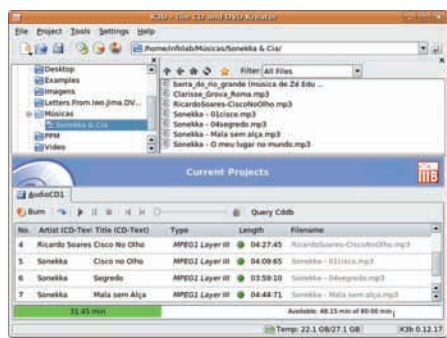 K3b - The CD and DVD Kreator
File Project Tools Settings Help
/home/infolab/Músicas/Sonekka & Cia/
Desktop
Examples
Imagens
Letters.From.Iwo.Jima.DV...
Músicas
Sonekka & Cia
PPM
Video
Filter: All Files
barra_do_rio_grande (musica de Zé Edu ...
Clarisse_Grova_Roma.mp3
RicardoSoares-CiscoNoOlho.mp3
Sonekka - 01cisco.mp3
Sonekka - 04segredo.mp3
Sonekka - Mala sem alça.mp3
Sonekka - O meu lugar no mundo.mp3
Current Projects
AudioCD1
Burn Query Cddb
No. Artist (CD-Text Title (CD-Text) Type Length Filename
4 Ricardo Soares Cisco No Olho MPEG1 Layer III 04:27:45 RicardoSoares-CiscoNoOlho.mp3
5 Sonekka Cisco no Olho MPEG1 Layer III 04:09:65 Sonekka - 01cisco.mp3
6 Sonekka Segredo MPEG1 Layer III 03:59:10 Sonekka - 04segredo.mp3
7 Sonekka Mala sem Alça MPEG1 Layer III 04:44:71 Sonekka - Mala sem alça.mp3
31:45 min Available: 48:15 min of 80:00 min
Temp: 22.1 GB/27.1 GB K3b 0.12.17